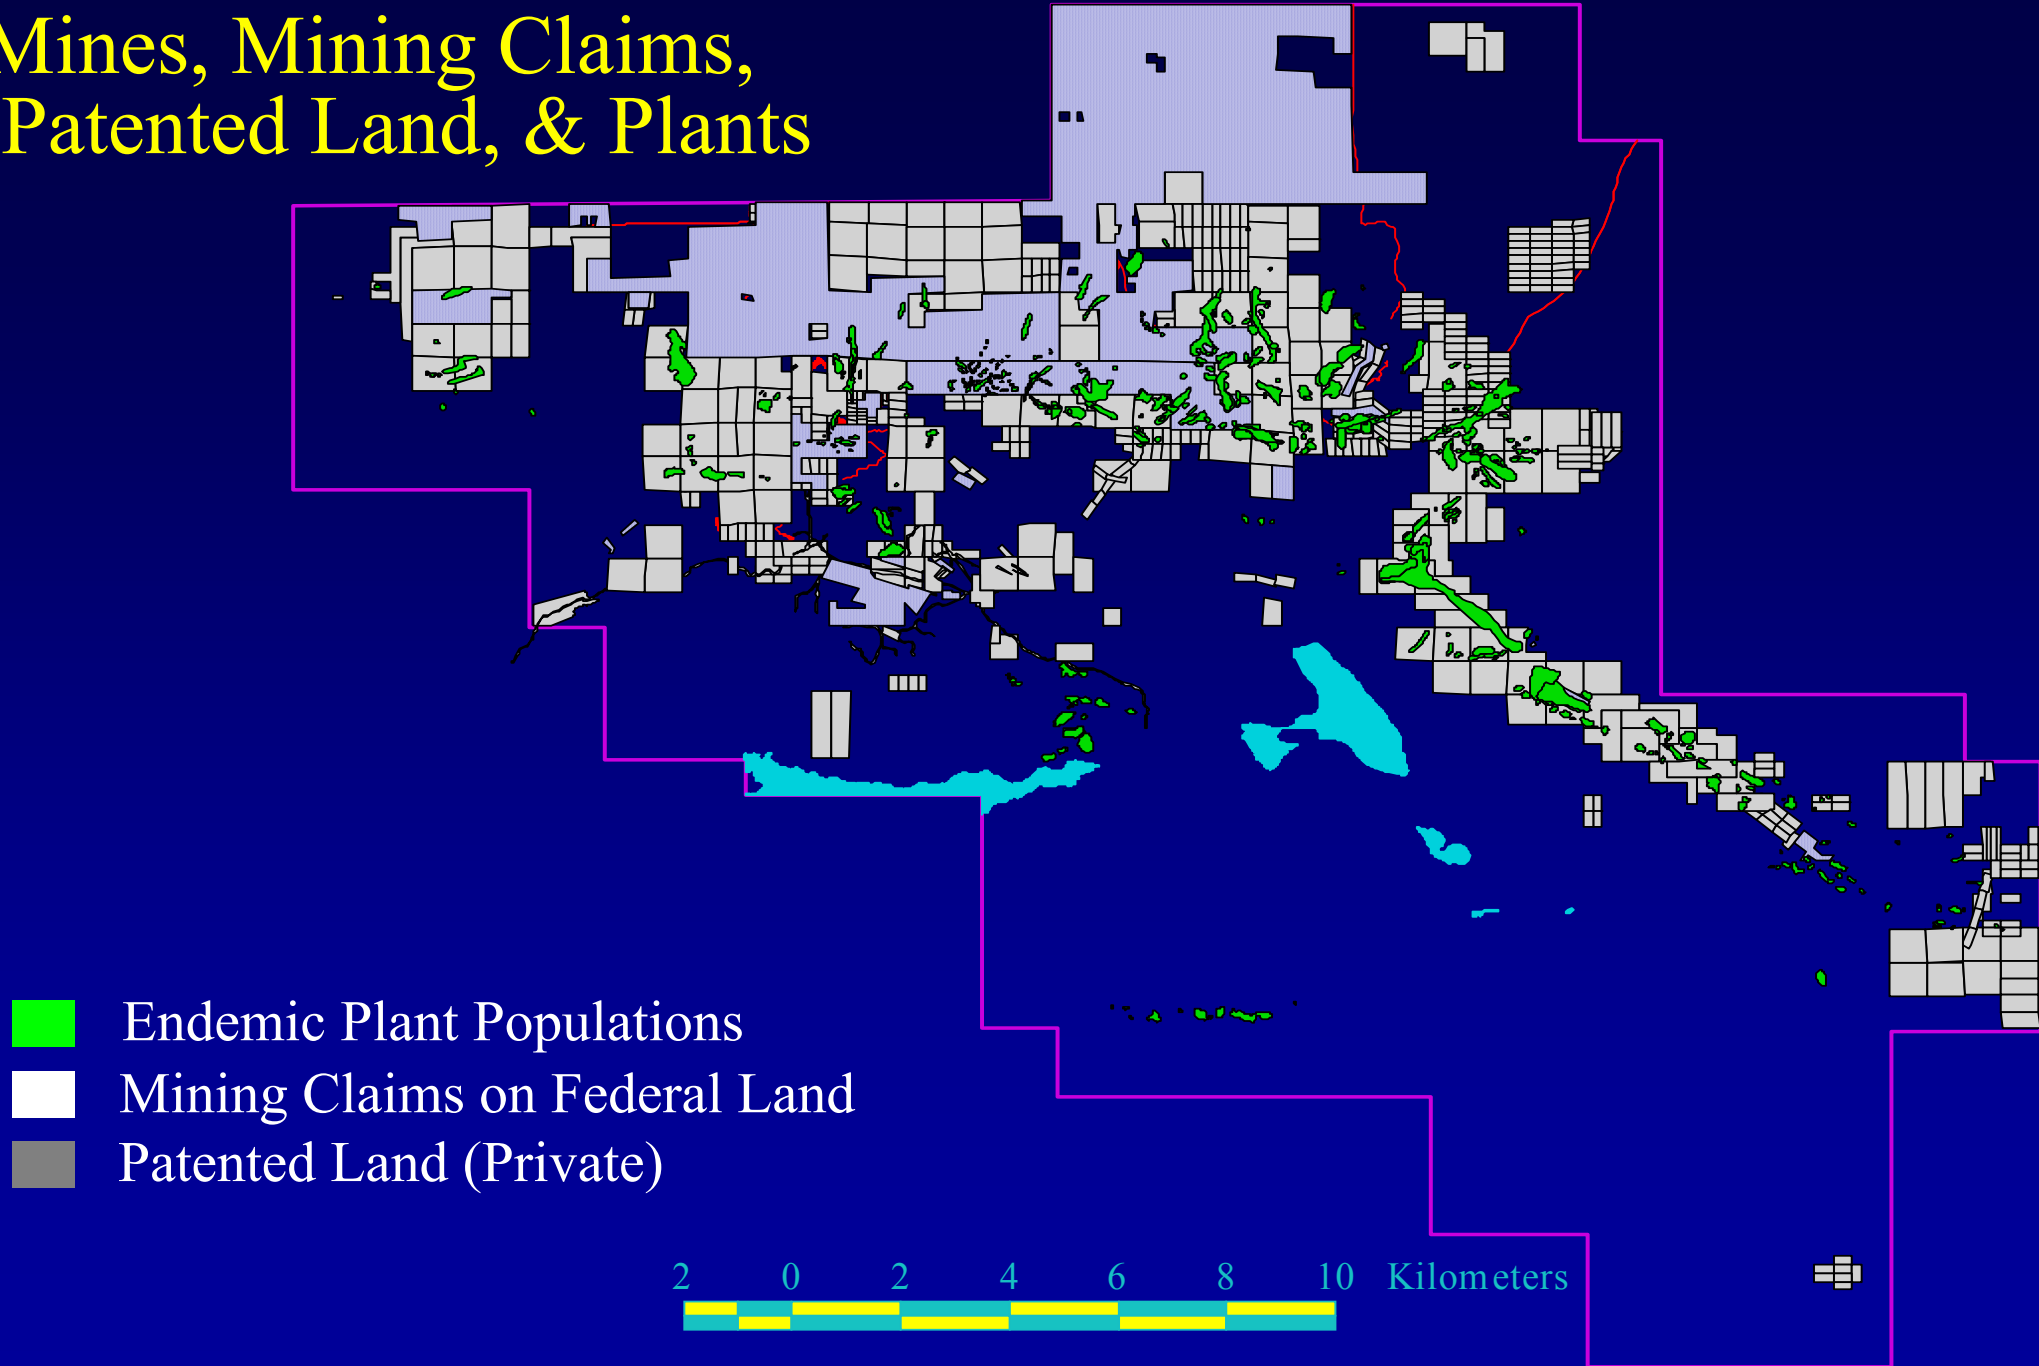 Mines, Mining Claims,
Patented Land, & Plants
Endemic Plant Populations
Mining Claims on Federal Land
Patented Land (Private)
2 0 2 4 6 8 10 Kilometers